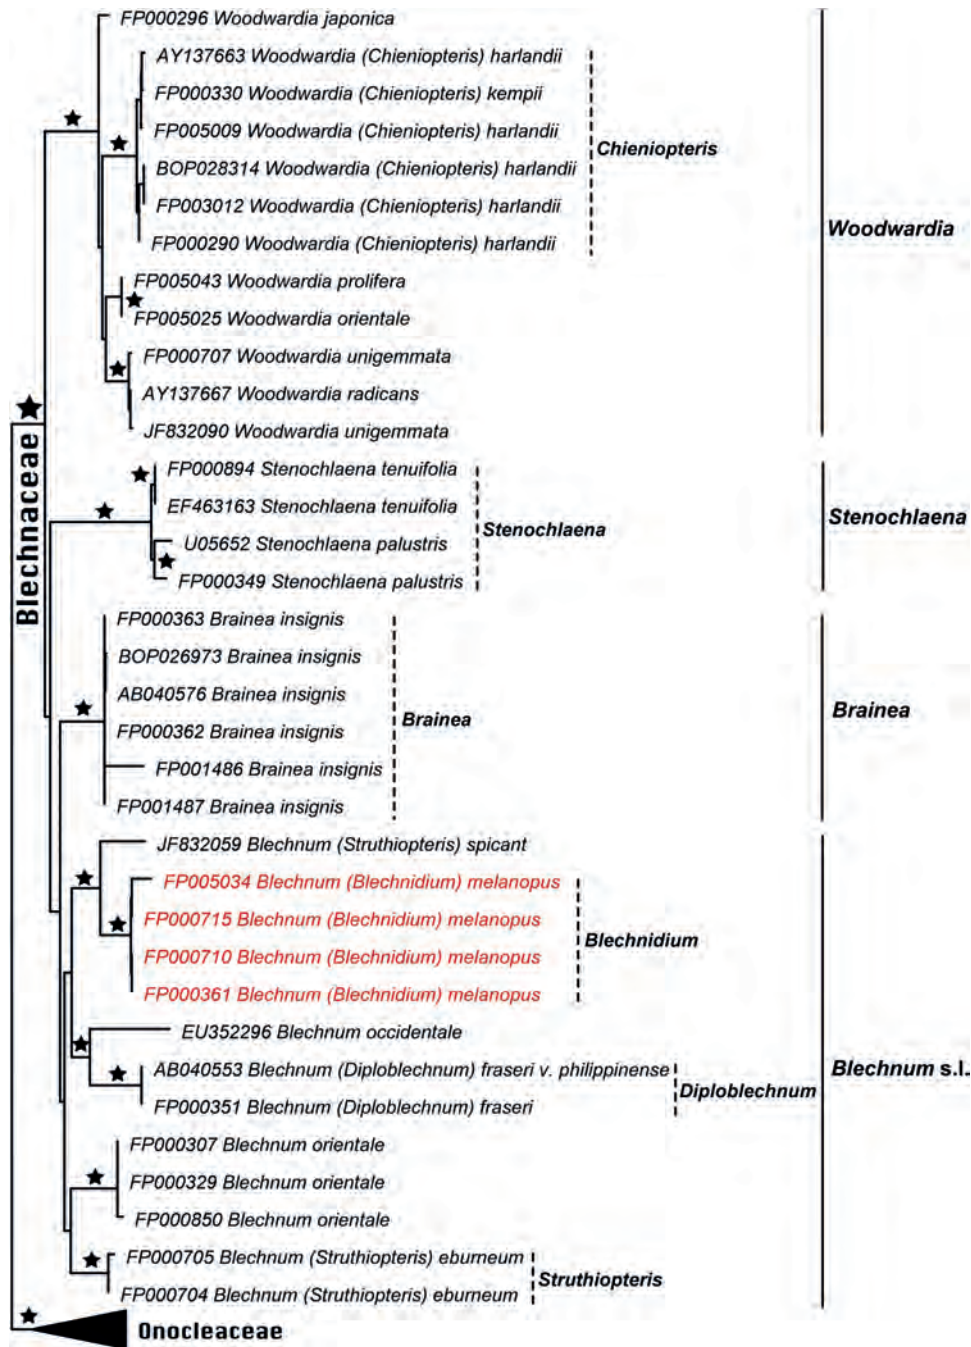 FP000296 Woodwardia japonica
AY137663 Woodwardia (Chieniopteris) harlandii
FP000330 Woodwardia (Chieniopteris) kempii
FP005009 Woodwardia (Chieniopteris) harlandii
Chieniopteris
BOP028314 Woodwardia (Chieniopteris) harlandii
FP003012 Woodwardia (Chieniopteris) harlandii
Woodwardia
FP000290 Woodwardia (Chieniopteris) harlandii
FP005043 Woodwardia prolifera
FP005025 Woodwardia orientale
FP000707 Woodwardia unigemmata
AY137667 Woodwardia radicans
JF832090 Woodwardia unigemmata
Blechnaceae
FP000894 Stenochlaena tenuifolia
EF463163 Stenochlaena tenuifolia
Stenochlaena
Stenochlaena
U05652 Stenochlaena palustris
FP000349 Stenochlaena palustris
FP000363 Brainea insignis
BOP026973 Brainea insignis
AB040576 Brainea insignis
Brainea
Brainea
FP000362 Brainea insignis
FP001486 Brainea insignis
FP001487 Brainea insignis
JF832059 Blechnum (Struthiopteris) spicant
FP005034 Blechnum (Blechnidium) melanopus
FP000715 Blechnum (Blechnidium) melanopus
Blechnidium
FP000710 Blechnum (Blechnidium) melanopus
FP000361 Blechnum (Blechnidium) melanopus
EU352296 Blechnum occidentale
AB040553 Blechnum (Diploblechnum) fraseri v. philippinense
Blechnum s.l.
Diploblechnum
FP000351 Blechnum (Diploblechnum) fraseri
FP000307 Blechnum orientale
FP000329 Blechnum orientale
FP000850 Blechnum orientale
FP000705 Blechnum (Struthiopteris) eburneum
Struthiopteris
FP000704 Blechnum (Struthiopteris) eburneum
Onocleaceae